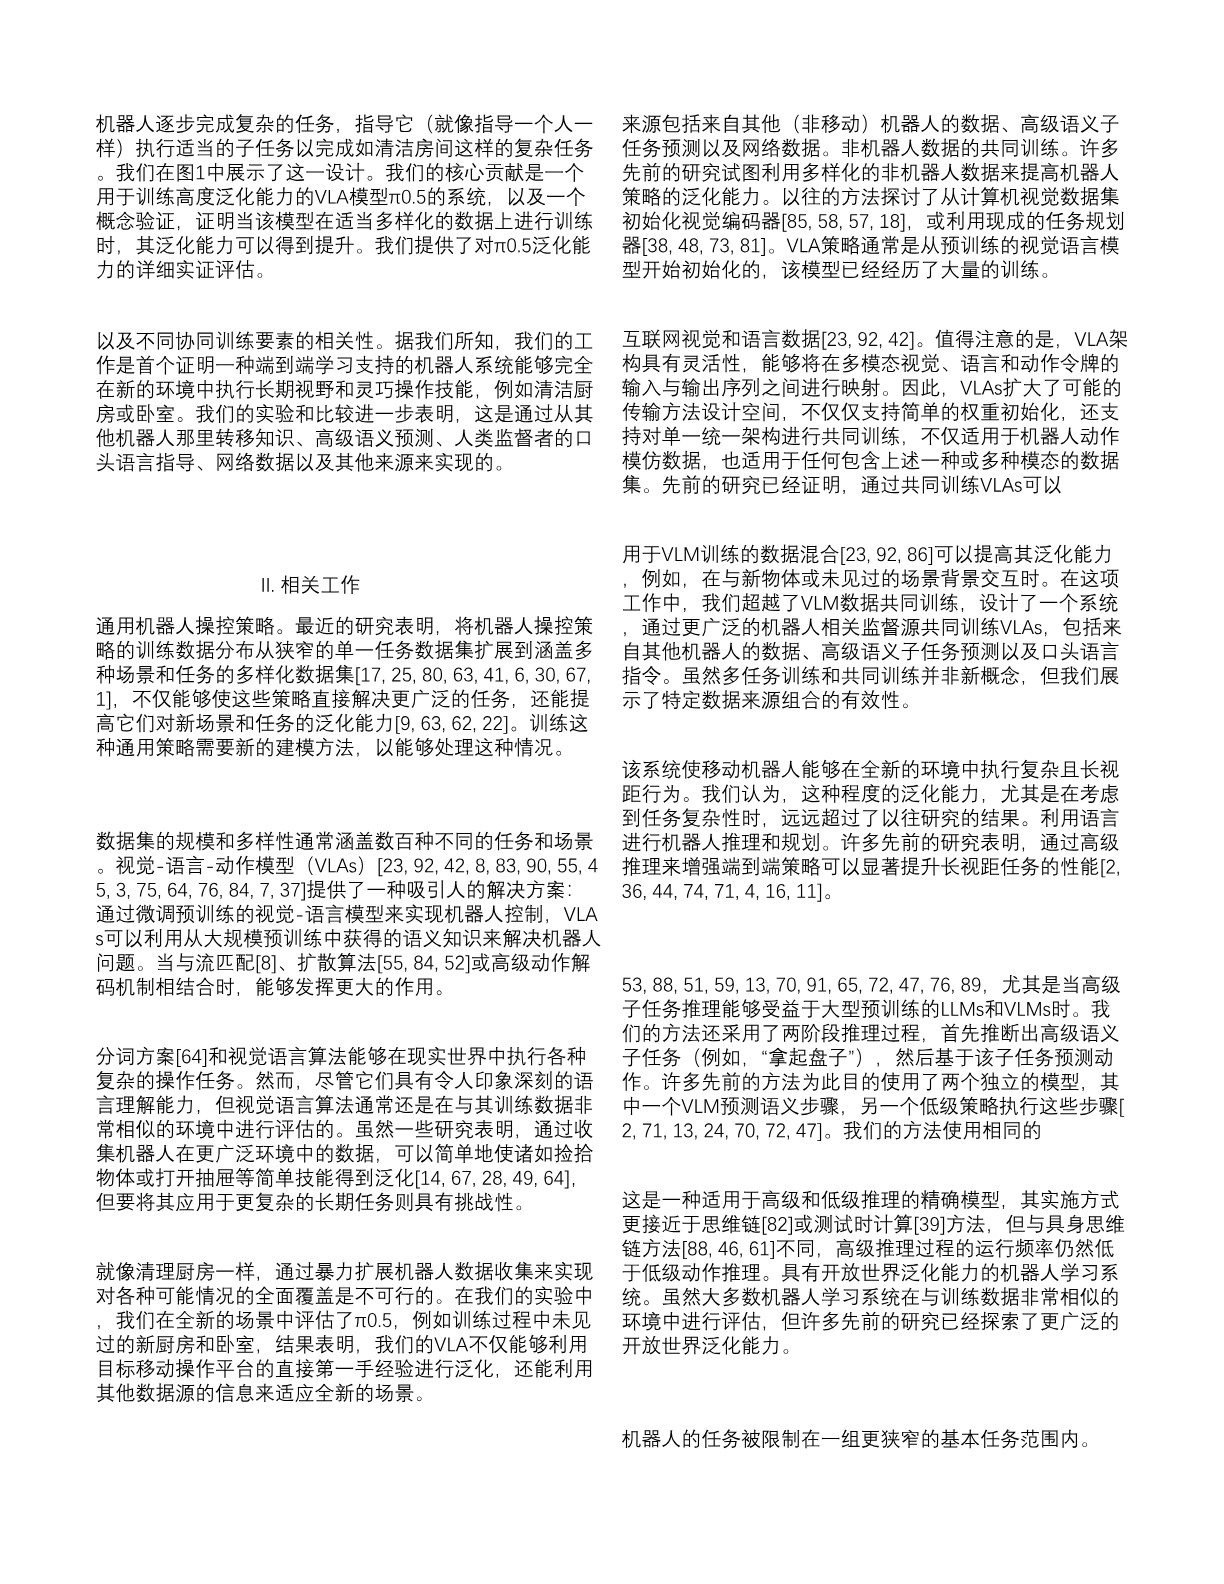 机器人逐步完成复杂的任务，指导它（就像指导一个人一
样）执行适当的子任务以完成如清洁房间这样的复杂任务
。我们在图1中展示了这一设计。我们的核心贡献是一个
用于训练高度泛化能力的VLA模型π0.5的系统，以及一个
概念验证，证明当该模型在适当多样化的数据上进行训练
时，其泛化能力可以得到提升。我们提供了对π0.5泛化能
力的详细实证评估。
以及不同协同训练要素的相关性。据我们所知，我们的工
作是首个证明一种端到端学习支持的机器人系统能够完全
在新的环境中执行长期视野和灵巧操作技能，例如清洁厨
房或卧室。我们的实验和比较进一步表明，这是通过从其
他机器人那里转移知识、高级语义预测、人类监督者的口
头语言指导、网络数据以及其他来源来实现的。
II. 相关工作
通用机器人操控策略。最近的研究表明，将机器人操控策
略的训练数据分布从狭窄的单一任务数据集扩展到涵盖多
种场景和任务的多样化数据集[17, 25, 80, 63, 41, 6, 30, 67,
1]，不仅能够使这些策略直接解决更广泛的任务，还能提
高它们对新场景和任务的泛化能力[9, 63, 62, 22]。训练这
种通用策略需要新的建模方法，以能够处理这种情况。
数据集的规模和多样性通常涵盖数百种不同的任务和场景
。视觉-语言-动作模型（VLAs）[23, 92, 42, 8, 83, 90, 55, 4
5, 3, 75, 64, 76, 84, 7, 37]提供了一种吸引人的解决方案：
通过微调预训练的视觉-语言模型来实现机器人控制，VLA
s可以利用从大规模预训练中获得的语义知识来解决机器人
问题。当与流匹配[8]、扩散算法[55, 84, 52]或高级动作解
码机制相结合时，能够发挥更大的作用。
分词方案[64]和视觉语言算法能够在现实世界中执行各种
复杂的操作任务。然而，尽管它们具有令人印象深刻的语
言理解能力，但视觉语言算法通常还是在与其训练数据非
常相似的环境中进行评估的。虽然一些研究表明，通过收
集机器人在更广泛环境中的数据，可以简单地使诸如捡拾
物体或打开抽屉等简单技能得到泛化[14, 67, 28, 49, 64]，
但要将其应用于更复杂的长期任务则具有挑战性。
就像清理厨房一样，通过暴力扩展机器人数据收集来实现
对各种可能情况的全面覆盖是不可行的。在我们的实验中
，我们在全新的场景中评估了π0.5，例如训练过程中未见
过的新厨房和卧室，结果表明，我们的VLA不仅能够利用
目标移动操作平台的直接第一手经验进行泛化，还能利用
其他数据源的信息来适应全新的场景。
来源包括来自其他（非移动）机器人的数据、高级语义子
任务预测以及网络数据。非机器人数据的共同训练。许多
先前的研究试图利用多样化的非机器人数据来提高机器人
策略的泛化能力。以往的方法探讨了从计算机视觉数据集
初始化视觉编码器[85, 58, 57, 18]，或利用现成的任务规划
器[38, 48, 73, 81]。VLA策略通常是从预训练的视觉语言模
型开始初始化的，该模型已经经历了大量的训练。
互联网视觉和语言数据[23, 92, 42]。值得注意的是，VLA架
构具有灵活性，能够将在多模态视觉、语言和动作令牌的
输入与输出序列之间进行映射。因此，VLAs扩大了可能的
传输方法设计空间，不仅仅支持简单的权重初始化，还支
持对单一统一架构进行共同训练，不仅适用于机器人动作
模仿数据，也适用于任何包含上述一种或多种模态的数据
集。先前的研究已经证明，通过共同训练VLAs可以
用于VLM训练的数据混合[23, 92, 86]可以提高其泛化能力
，例如，在与新物体或未见过的场景背景交互时。在这项
工作中，我们超越了VLM数据共同训练，设计了一个系统
，通过更广泛的机器人相关监督源共同训练VLAs，包括来
自其他机器人的数据、高级语义子任务预测以及口头语言
指令。虽然多任务训练和共同训练并非新概念，但我们展
示了特定数据来源组合的有效性。
该系统使移动机器人能够在全新的环境中执行复杂且长视
距行为。我们认为，这种程度的泛化能力，尤其是在考虑
到任务复杂性时，远远超过了以往研究的结果。利用语言
进行机器人推理和规划。许多先前的研究表明，通过高级
推理来增强端到端策略可以显著提升长视距任务的性能[2,
36, 44, 74, 71, 4, 16, 11]。
53, 88, 51, 59, 13, 70, 91, 65, 72, 47, 76, 89，尤其是当高级
子任务推理能够受益于大型预训练的LLMs和VLMs时。我
们的方法还采用了两阶段推理过程，首先推断出高级语义
子任务（例如，“拿起盘子”），然后基于该子任务预测动
作。许多先前的方法为此目的使用了两个独立的模型，其
中一个VLM预测语义步骤，另一个低级策略执行这些步骤[
2, 71, 13, 24, 70, 72, 47]。我们的方法使用相同的
这是一种适用于高级和低级推理的精确模型，其实施方式
更接近于思维链[82]或测试时计算[39]方法，但与具身思维
链方法[88, 46, 61]不同，高级推理过程的运行频率仍然低
于低级动作推理。具有开放世界泛化能力的机器人学习系
统。虽然大多数机器人学习系统在与训练数据非常相似的
环境中进行评估，但许多先前的研究已经探索了更广泛的
开放世界泛化能力。
机器人的任务被限制在一组更狭窄的基本任务范围内。